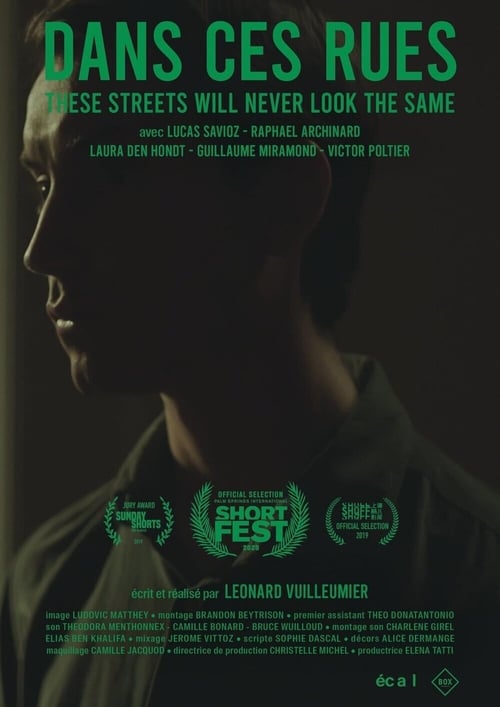 DANS CES RUES
THESE STREETS WILL NEVER LOOK THE SAME
avec LUCAS SAVIOZ - RAPHAEL ARCHINARD
LAURA DEN HONDT - GUILLAUME MIRAMOND - VICTOR POLTIER
JURY AWARD
SUNDAY
SHORTS
2019
OFFICIAL SELECTION
PALM SPRINGS INTERNATIONAL
SHORT
FEST
2020
OFFICIAL SELECTION
2019
écrit et réalisé par LEONARD VUILLEUMIER
image LUDOVIC MATTHEY • montage BRANDON BEYTRISON • premier assistant THEO DONATANTONIO
son THEODORA MENTHONNEX - CAMILLE BONARD - BRUCE WUILLOUD • montage son CHARLENE GIREL
ELIAS BEN KHALIFA • mixage JEROME VITTOZ • scripte SOPHIE DASCAL • décors ALICE DERMANGE
maquillage CAMILLE JACQUOD • directrice de production CHRISTELLE MICHEL • productrice ELENA TATTI
écal
BOX